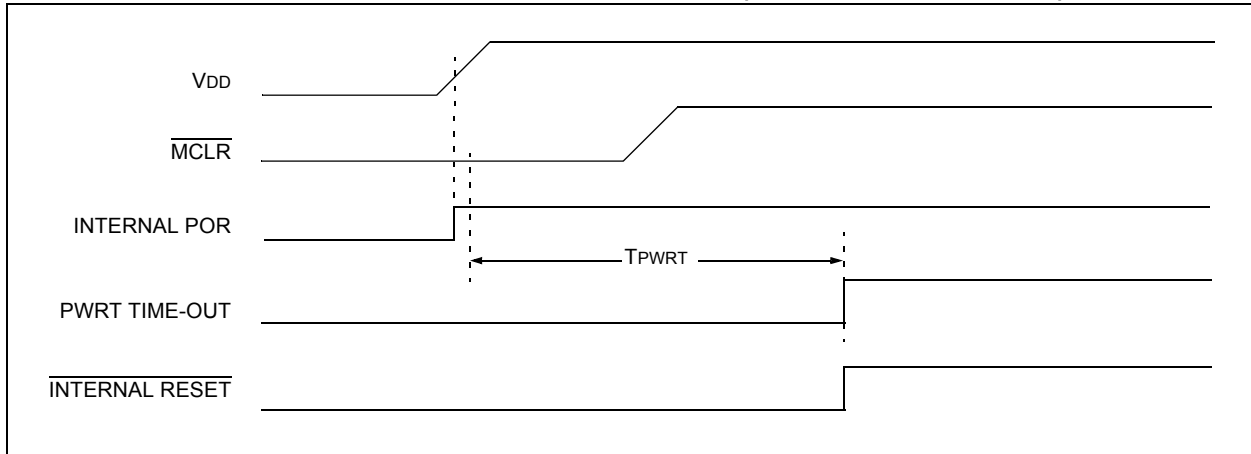 VDD
MCLR
INTERNAL POR
TPWRT
PWRT TIME-OUT
INTERNAL RESET